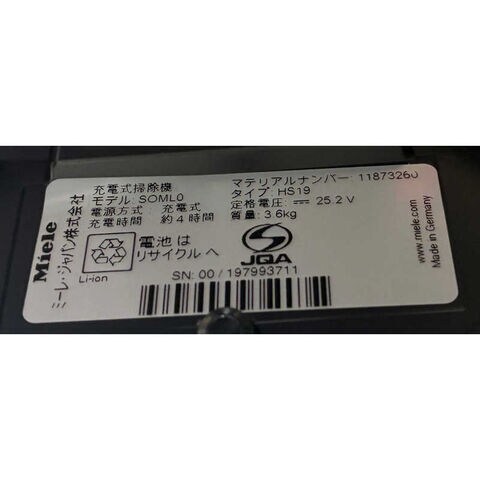 Miele
ミーレ・ジャパン株式会社
充電式掃除機
モデル: SOML0
電源方式 : 充電式
充電時間 : 約4時間
マテリアルナンバー: 11873260
タイプ: HS19
定格電圧: 25.2 V
質量: 3.6kg
Li-ion
電池は
リサイクルへ
JQA
SN: 00 / 197993711
www.miele.com
Made in Germany